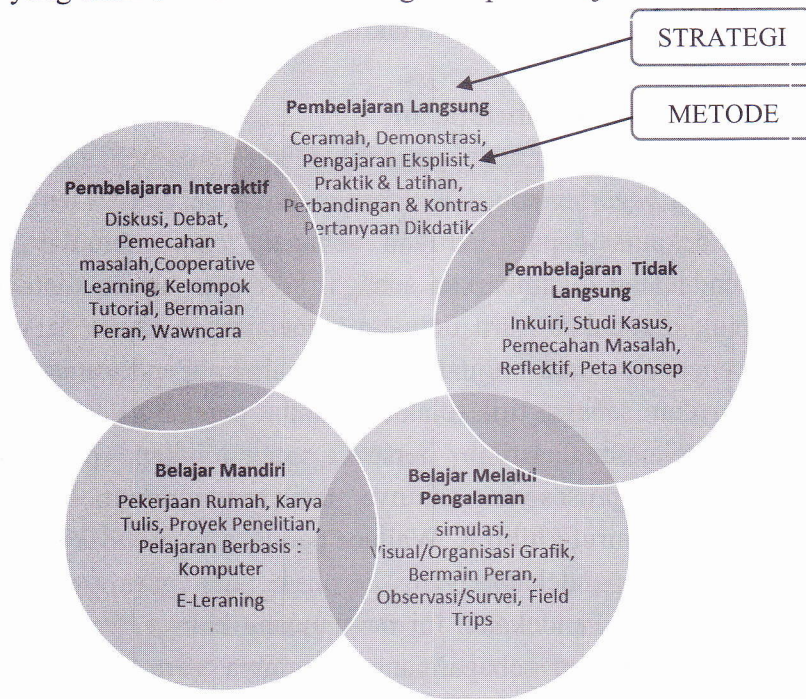 STRATEGI
METODE
Pembelajaran Langsung
Ceramah, Demonstrasi,
Pengajaran Eksplisit,
Praktik & Latihan,
Perbandingan & Kontras
Pertanyaan Dikdatik
Pembelajaran Interaktif
Diskusi, Debat,
Pemecahan
masalah,Cooperative
Learning, Kelompok
Tutorial, Bermaian
Peran, Wawncara
Pembelajaran Tidak
Langsung
Inkuiri, Studi Kasus,
Pemecahan Masalah,
Reflektif, Peta Konsep
Belajar Mandiri
Pekerjaan Rumah, Karya
Tulis, Proyek Penelitian,
Pelajaran Berbasis :
Komputer
E-Leraning
Belajar Melalui
Pengalaman
simulasi,
Visual/Organisasi Grafik,
Bermain Peran,
Observasi/Survei, Field
Trips